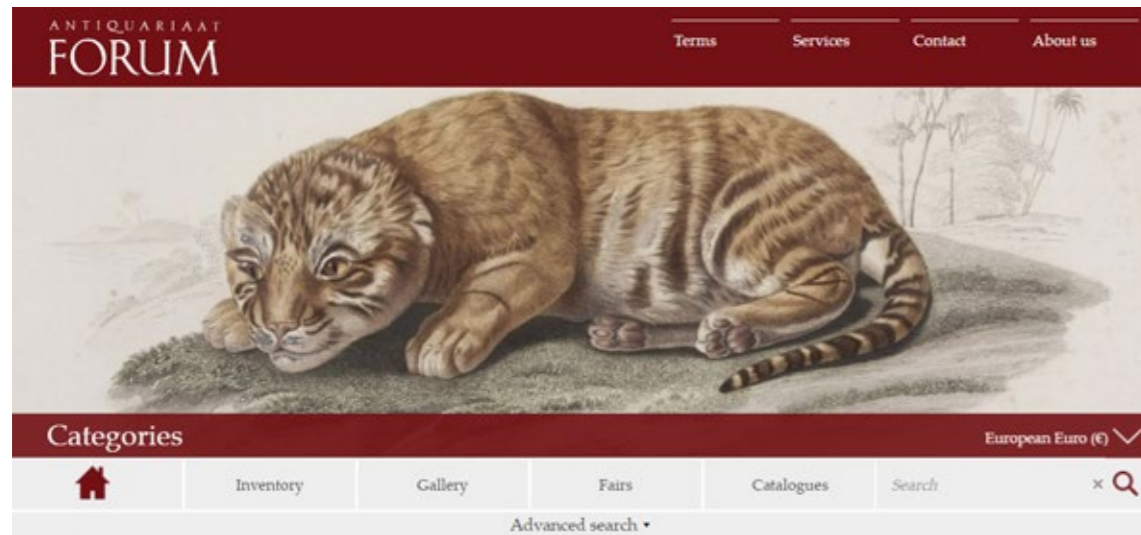 ANTIQUARIAAT
FORUM
Terms Services Contact About us
Categories
European Euro (€)
Inventory Gallery Fairs Catalogues Search ×
Advanced search ▾